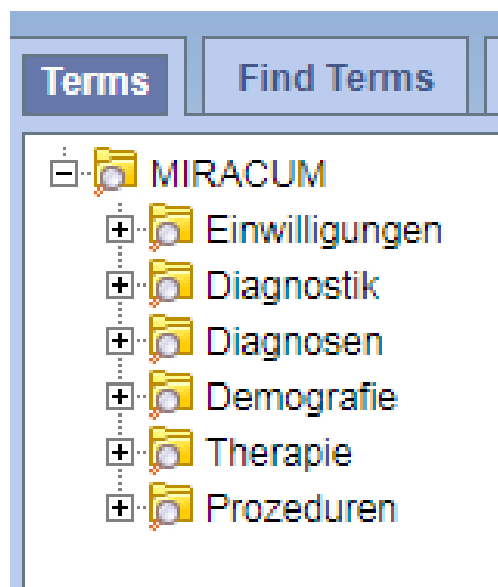 Terms Find Terms
MIRACUM
Einwilligungen
Diagnostik
Diagnosen
Demografie
Therapie
Prozeduren